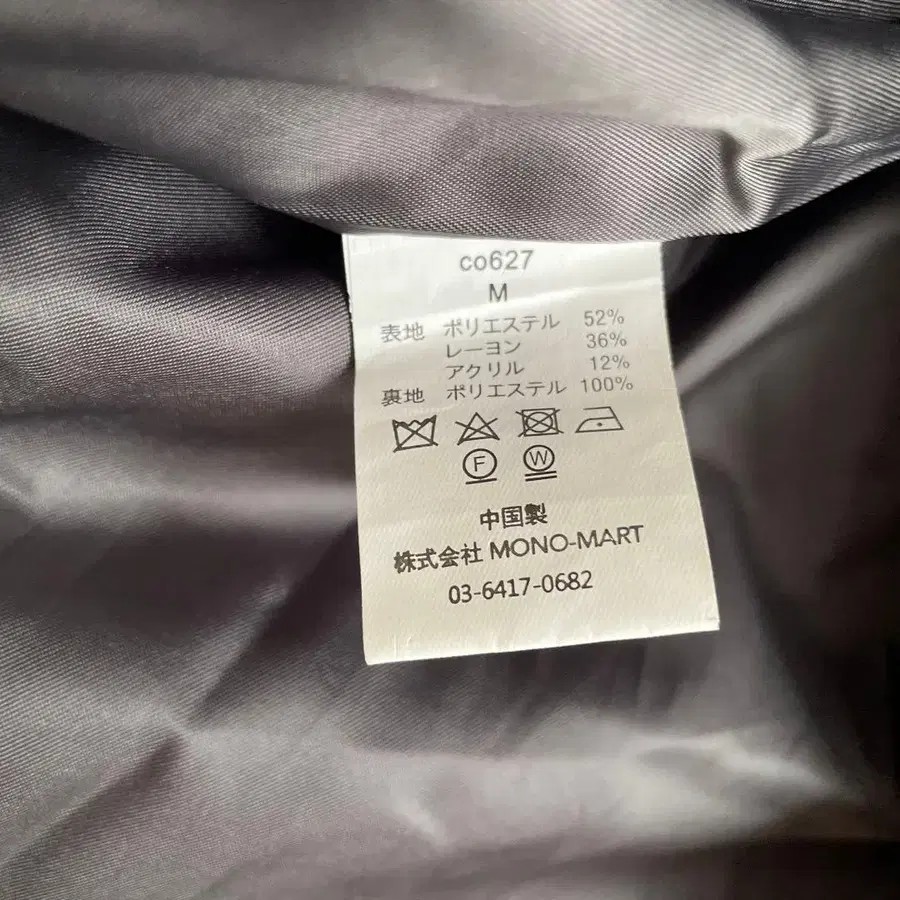 co627
M
表地 ポリエステル 52%
レーヨン 36%
アクリル 12%
裏地 ポリエステル 100%
F W
中国製
株式会社 MONO-MART
03-6417-0682